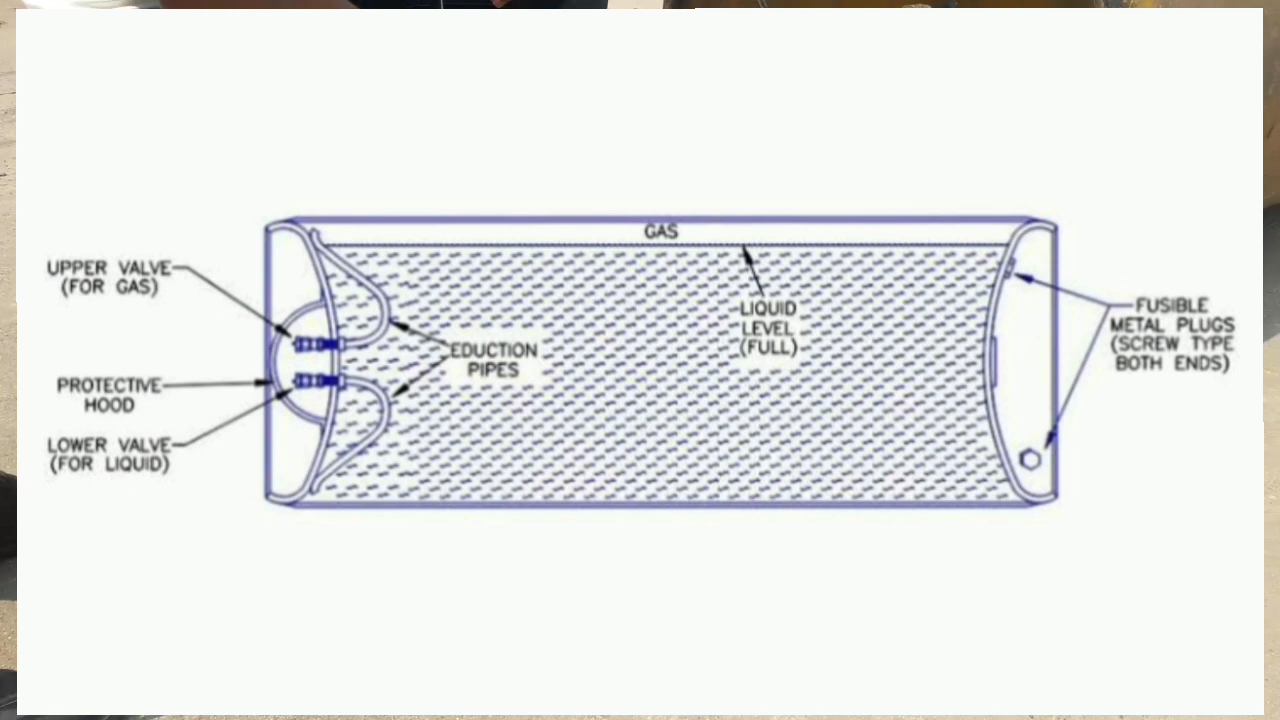 GAS
UPPER VALVE
(FOR GAS)
LIQUID
LEVEL
(FULL)
FUSIBLE
METAL PLUGS
(SCREW TYPE
BOTH ENDS)
EDUCTION
PIPES
PROTECTIVE
HOOD
LOWER VALVE
(FOR LIQUID)